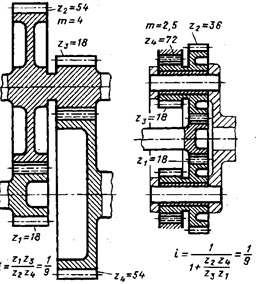 z₂=54
m=4
z₃=18
z₁=18
i = z₁z₃/z₂z₄ = 1/9
z₄=54
m=2,5
z₄=72
z₂=36
z₃=18
z₁=18
i = 1/(1+ z₂z₄/z₃z₁) = 1/9